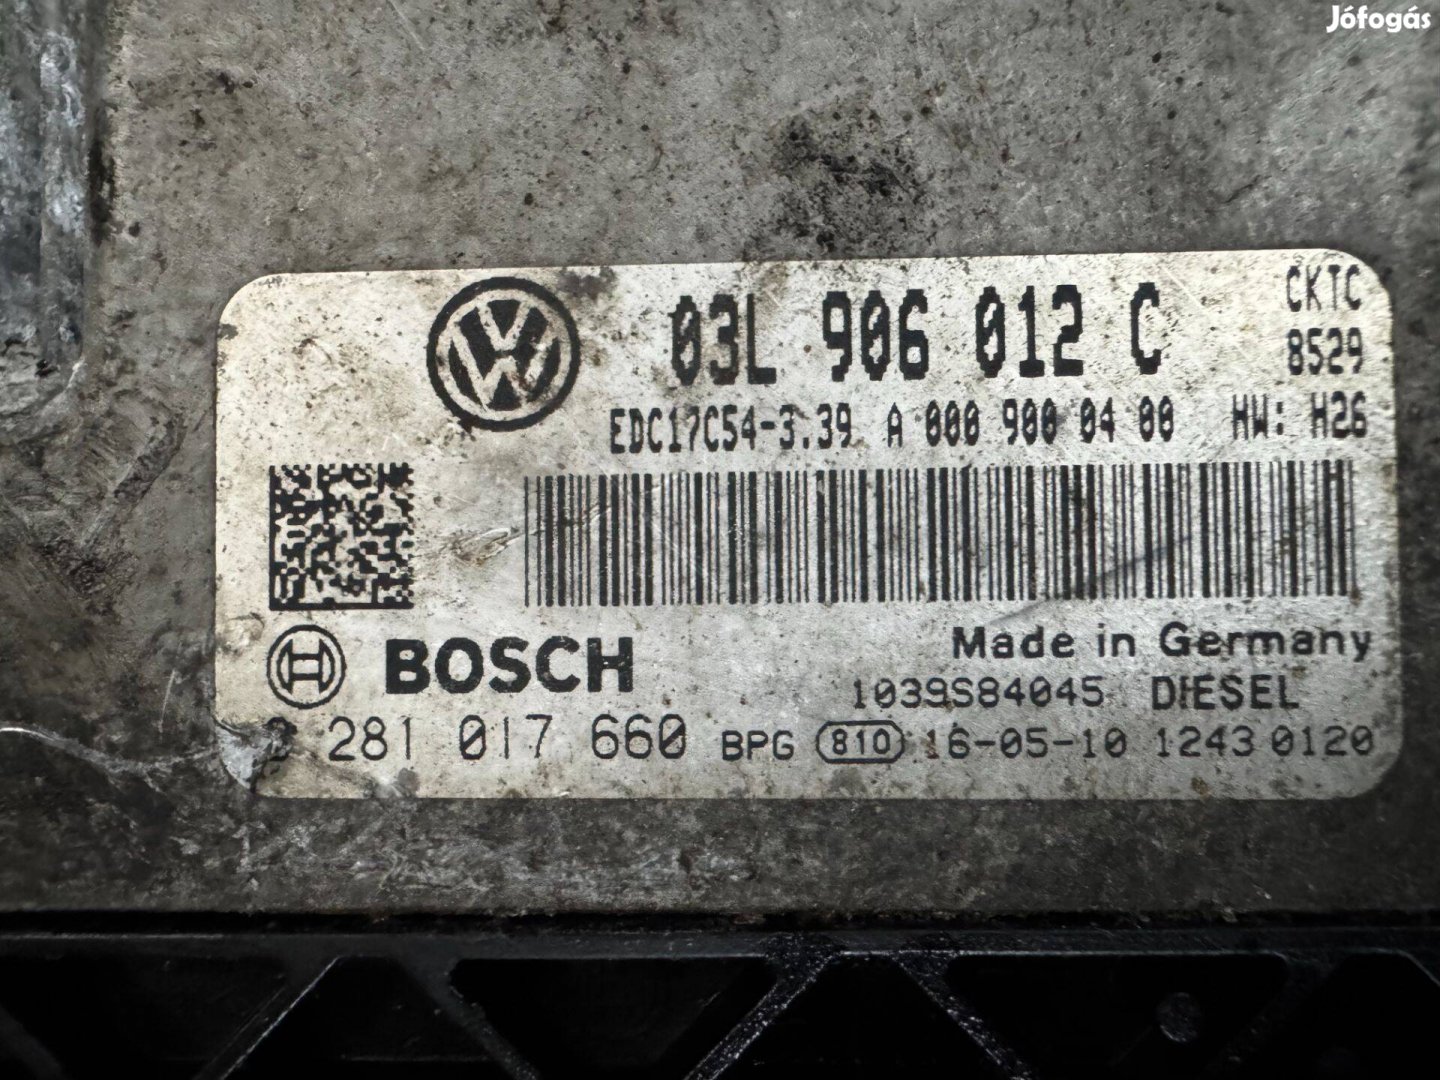 Jófogás
03L 906 012 C
CKTC
8529
EDC17C54-3.39 A 000 900 04 00 HW: H26
BOSCH
Made in Germany
1039S84045 DIESEL
281 017 660 BPG 810 16-05-10 1243 0120